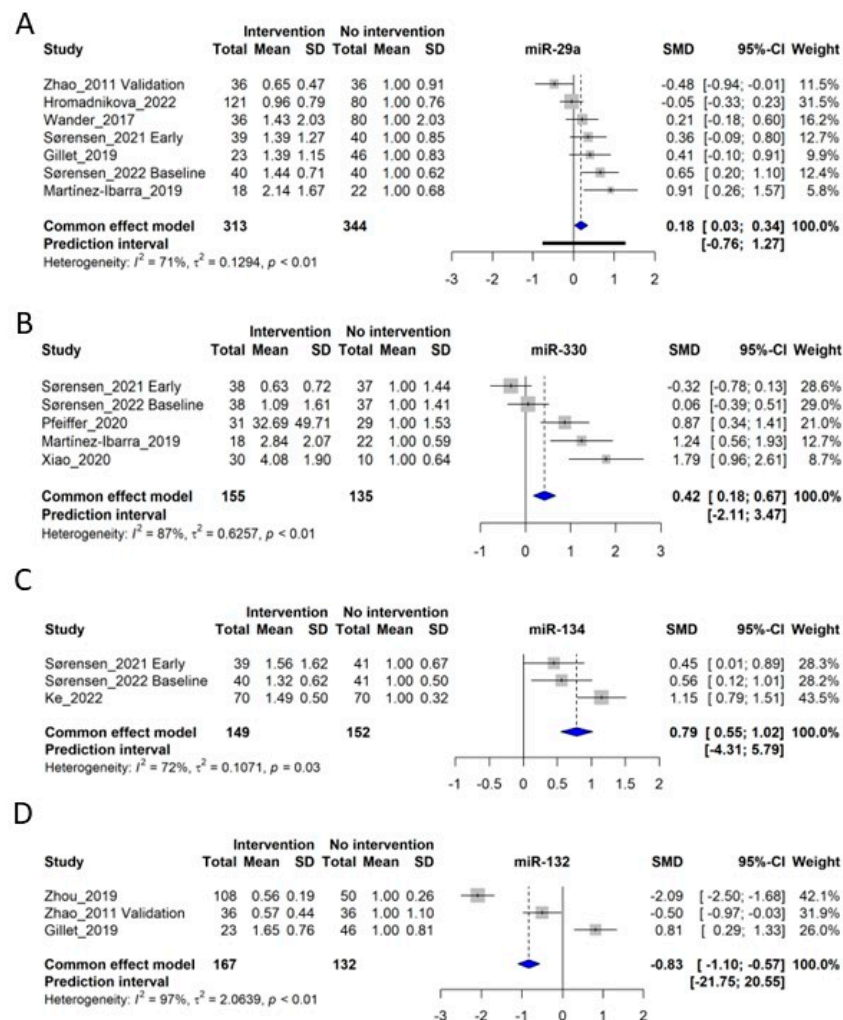 A
Intervention No intervention
Study Total Mean SD Total Mean SD miR-29a SMD 95%-CI Weight
Zhao_2011 Validation 36 0.65 0.47 36 1.00 0.91 -0.48 [-0.94; -0.01] 11.5%
Hromadnikova_2022 121 0.96 0.79 80 1.00 0.76 -0.05 [-0.33; 0.23] 31.5%
Wander_2017 36 1.43 2.03 80 1.00 2.03 0.21 [-0.18; 0.60] 16.2%
Sørensen_2021 Early 39 1.39 1.27 40 1.00 0.85 0.36 [-0.09; 0.80] 12.7%
Gillet_2019 23 1.39 1.15 46 1.00 0.83 0.41 [-0.10; 0.91] 9.9%
Sørensen_2022 Baseline 40 1.44 0.71 40 1.00 0.62 0.65 [0.20; 1.10] 12.4%
Martínez-Ibarra_2019 18 2.14 1.67 22 1.00 0.68 0.91 [0.26; 1.57] 5.8%
Common effect model 313 344 0.18 [0.03; 0.34] 100.0%
Prediction interval [-0.76; 1.27]
Heterogeneity: I² = 71%, τ² = 0.1294, p < 0.01
-3 -2 -1 0 1 2
B
Intervention No intervention
Study Total Mean SD Total Mean SD miR-330 SMD 95%-CI Weight
Sørensen_2021 Early 38 0.63 0.72 37 1.00 1.44 -0.32 [-0.78; 0.13] 28.6%
Sørensen_2022 Baseline 38 1.09 1.61 37 1.00 1.41 0.06 [-0.39; 0.51] 29.0%
Pfeiffer_2020 31 32.69 49.71 29 1.00 1.53 0.87 [0.34; 1.41] 21.0%
Martínez-Ibarra_2019 18 2.84 2.07 22 1.00 0.59 1.24 [0.56; 1.93] 12.7%
Xiao_2020 30 4.08 1.90 10 1.00 0.64 1.79 [0.96; 2.61] 8.7%
Common effect model 155 135 0.42 [0.18; 0.67] 100.0%
Prediction interval [-2.11; 3.47]
Heterogeneity: I² = 87%, τ² = 0.6257, p < 0.01
-1 0 1 2 3
C
Intervention No intervention
Study Total Mean SD Total Mean SD miR-134 SMD 95%-CI Weight
Sørensen_2021 Early 39 1.56 1.62 41 1.00 0.67 0.45 [0.01; 0.89] 28.3%
Sørensen_2022 Baseline 40 1.32 0.62 41 1.00 0.50 0.56 [0.12; 1.01] 28.2%
Ke_2022 70 1.49 0.50 70 1.00 0.32 1.15 [0.79; 1.51] 43.5%
Common effect model 149 152 0.79 [0.55; 1.02] 100.0%
Prediction interval [-4.31; 5.79]
Heterogeneity: I² = 72%, τ² = 0.1071, p = 0.03
-1 -0.5 0 0.5 1 1.5 2
D
Intervention No intervention
Study Total Mean SD Total Mean SD miR-132 SMD 95%-CI Weight
Zhou_2019 108 0.56 0.19 50 1.00 0.26 -2.09 [-2.50; -1.68] 42.1%
Zhao_2011 Validation 36 0.57 0.44 36 1.00 1.10 -0.50 [-0.97; -0.03] 31.9%
Gillet_2019 23 1.65 0.76 46 1.00 0.81 0.81 [0.29; 1.33] 26.0%
Common effect model 167 132 -0.83 [-1.10; -0.57] 100.0%
Prediction interval [-21.75; 20.55]
Heterogeneity: I² = 97%, τ² = 2.0639, p < 0.01
-3 -2 -1 0 1 2